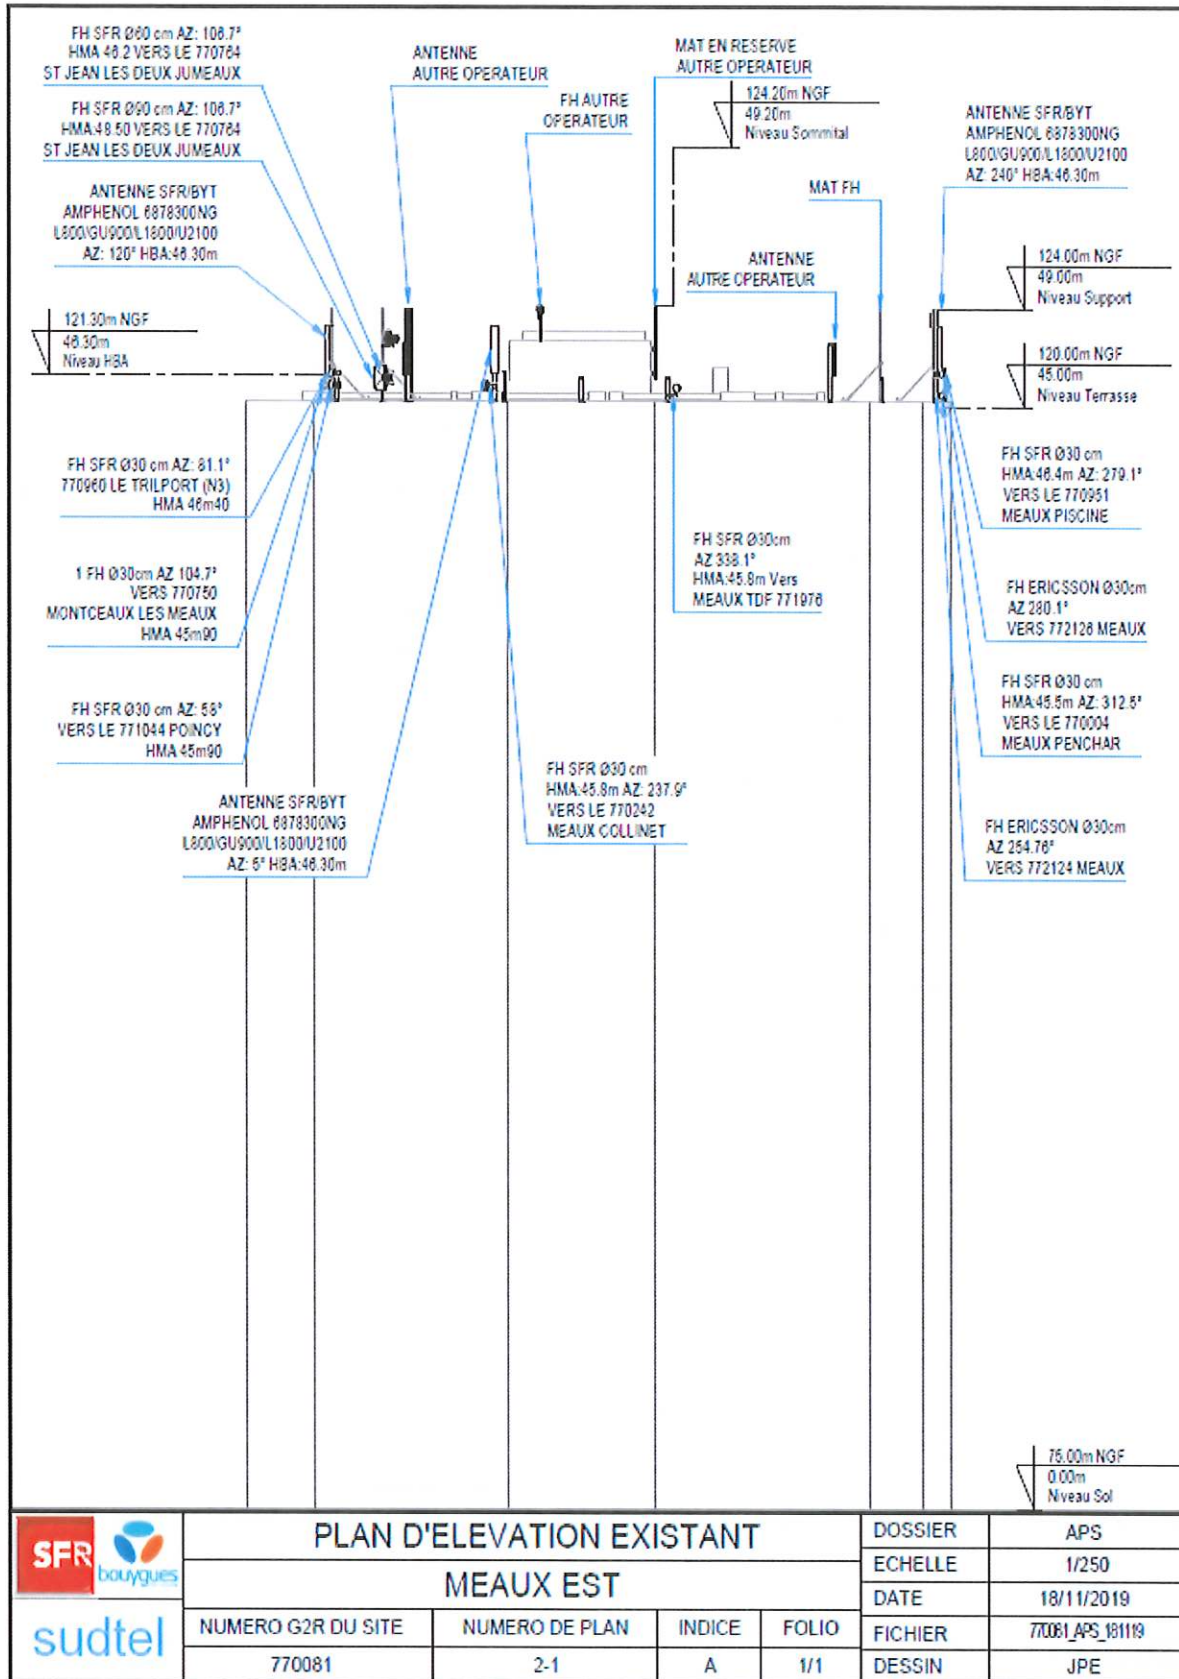 FH SFR Ø60 cm AZ: 106.7°
HMA 46.2 VERS LE 770764
ST JEAN LES DEUX JUMEAUX
FH SFR Ø90 cm AZ: 106.7°
HMA:48.50 VERS LE 770764
ST JEAN LES DEUX JUMEAUX
ANTENNE SFR/BYT
AMPHENOL 6878300NG
L800/GU900/L1800/U2100
AZ: 120° HBA:46.30m
ANTENNE
AUTRE OPERATEUR
FH AUTRE
OPERATEUR
MAT EN RESERVE
AUTRE OPERATEUR
124.20m NGF
49.20m
Niveau Sommital
ANTENNE SFR/BYT
AMPHENOL 6878300NG
L800/GU900/L1800/U2100
AZ: 240° HBA:46.30m
MAT FH
ANTENNE
AUTRE OPERATEUR
124.00m NGF
49.00m
Niveau Support
121.30m NGF
46.30m
Niveau HBA
120.00m NGF
45.00m
Niveau Terrasse
FH SFR Ø30 cm AZ: 81.1°
770960 LE TRILPORT (N3)
HMA 46m40
1 FH Ø30cm AZ 104.7°
VERS 770750
MONTCEAUX LES MEAUX
HMA 45m90
FH SFR Ø30 cm AZ: 58°
VERS LE 771044 POINCY
HMA 45m90
ANTENNE SFR/BYT
AMPHENOL 6878300NG
L800/GU900/L1800/U2100
AZ: 5° HBA:46.30m
FH SFR Ø30 cm
HMA:45.8m AZ: 237.9°
VERS LE 770242
MEAUX COLLINET
FH SFR Ø30cm
AZ 338.1°
HMA:45.8m Vers
MEAUX TDF 771976
FH SFR Ø30 cm
HMA:46.4m AZ: 279.1°
VERS LE 770951
MEAUX PISCINE
FH ERICSSON Ø30cm
AZ 280.1°
VERS 772126 MEAUX
FH SFR Ø30 cm
HMA:45.5m AZ: 312.5°
VERS LE 770004
MEAUX PENCHAR
FH ERICSSON Ø30cm
AZ 254.76°
VERS 772124 MEAUX
75.00m NGF
0.00m
Niveau Sol
SFR
bouygues
sudtel
PLAN D'ELEVATION EXISTANT
MEAUX EST
NUMERO G2R DU SITE
NUMERO DE PLAN
INDICE
FOLIO
770081
2-1
A
1/1
DOSSIER
APS
ECHELLE
1/250
DATE
18/11/2019
FICHIER
770081_APS_181119
DESSIN
JPE